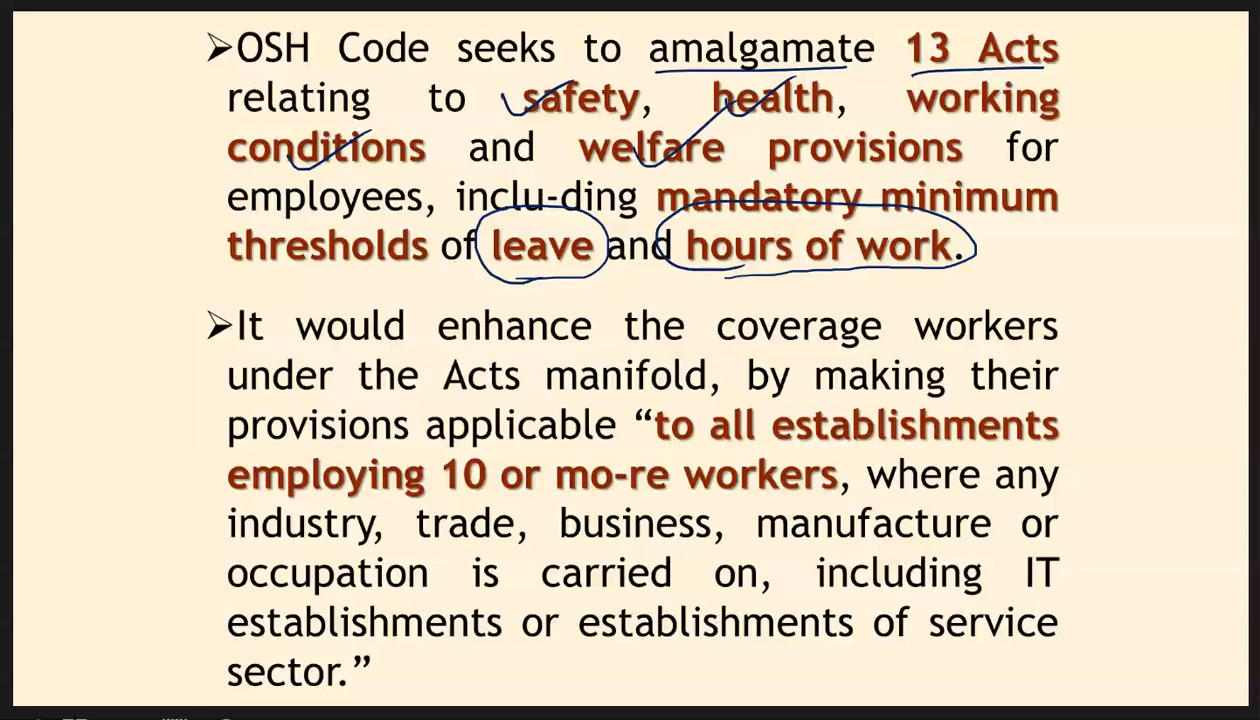 ➢OSH Code seeks to amalgamate 13 Acts
relating to safety, health, working
conditions and welfare provisions for
employees, inclu-ding mandatory minimum
thresholds of leave and hours of work.
➢It would enhance the coverage workers
under the Acts manifold, by making their
provisions applicable “to all establishments
employing 10 or mo-re workers, where any
industry, trade, business, manufacture or
occupation is carried on, including IT
establishments or establishments of service
sector.”